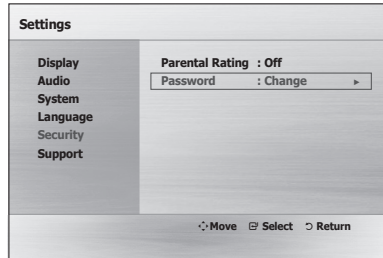 Settings
Display
Audio
System
Language
Security
Support
Parental Rating : Off
Password : Change ►
Move Select Return